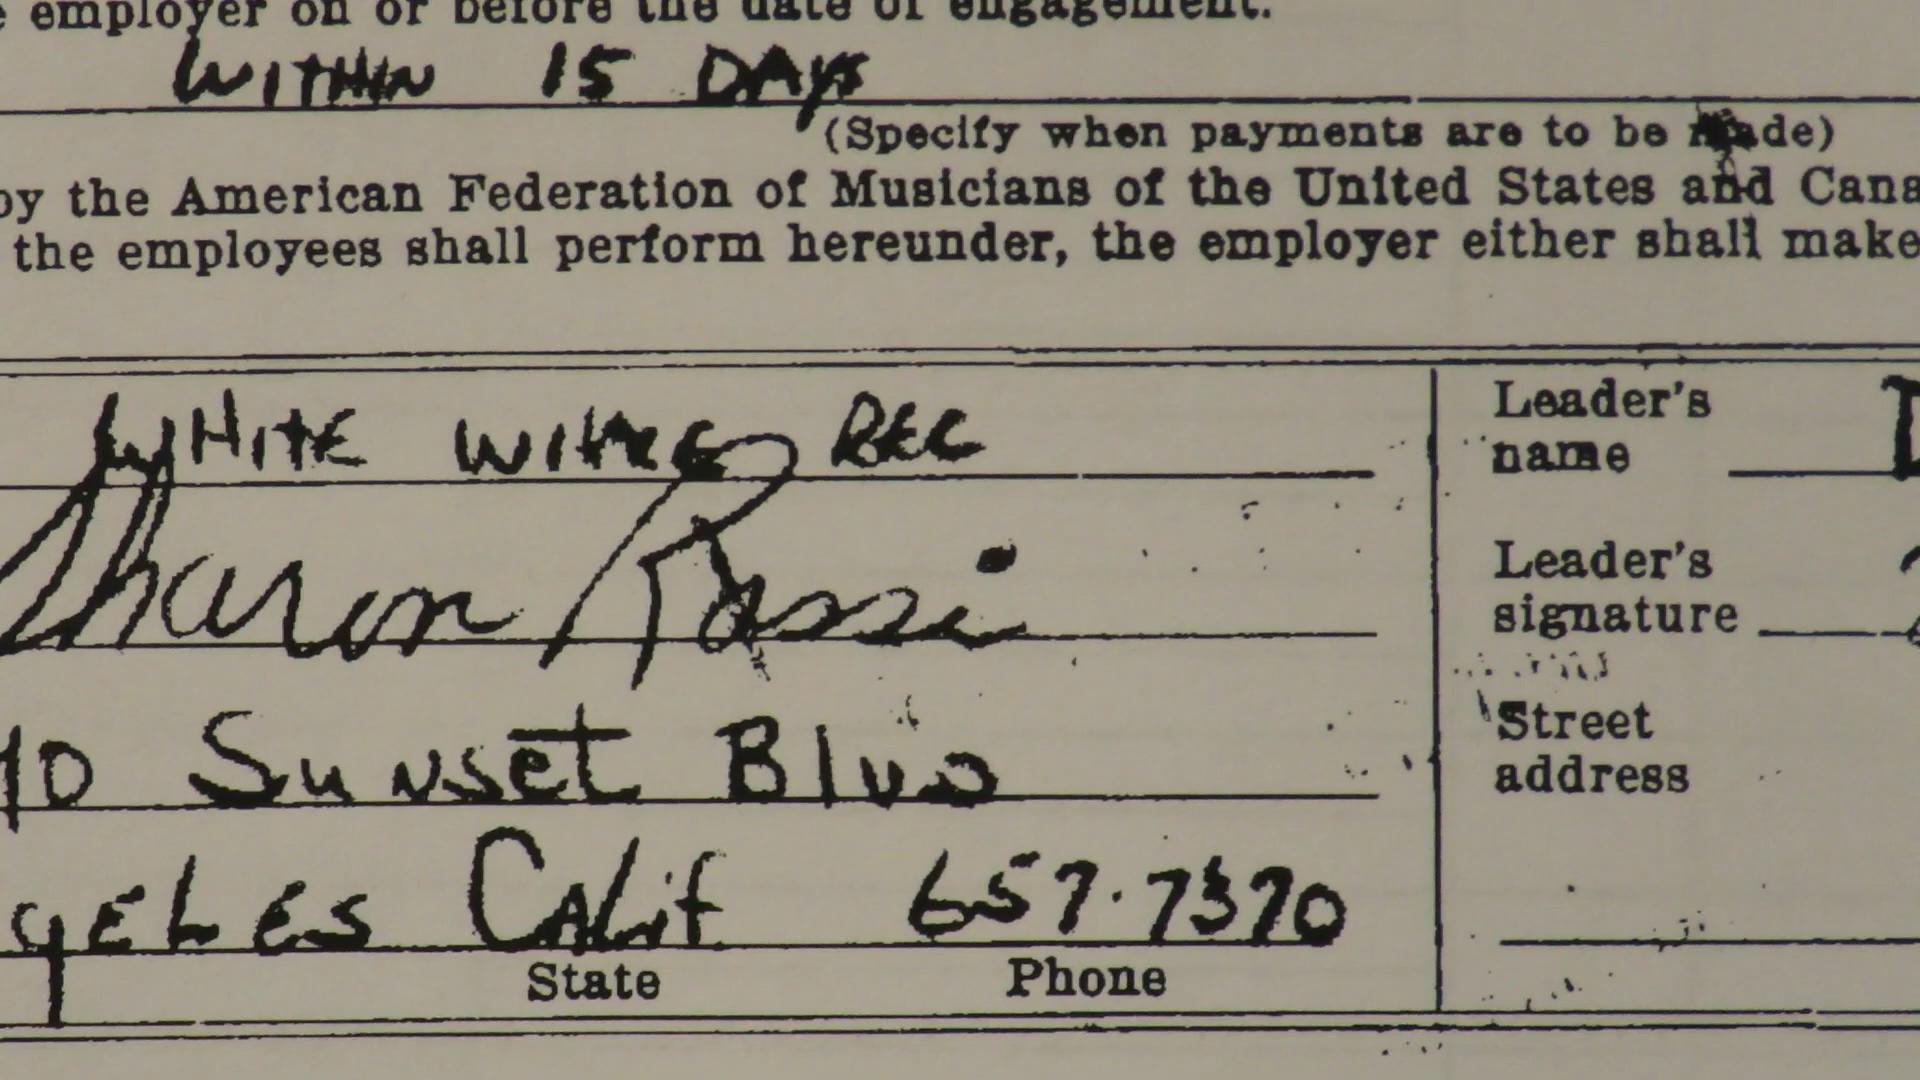 employer on or before the date of engagement.
WITHIN 15 DAYS
(Specify when payments are to be made)
by the American Federation of Musicians of the United States and Cana
the employees shall perform hereunder, the employer either shall make
WHITE REC
Leader's
name
Sharon Rassi
Leader's
signature
10 Sunset Blvd
Street
address
geles Calif 657-7370
State Phone